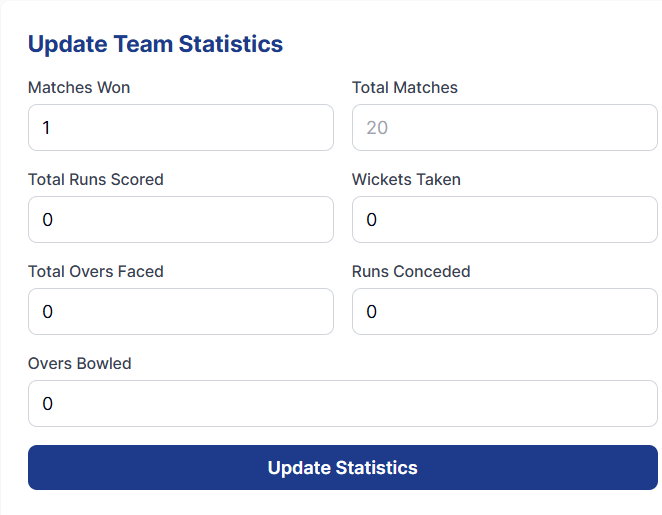 Update Team Statistics
Matches Won Total Matches
1 20
Total Runs Scored Wickets Taken
0 0
Total Overs Faced Runs Conceded
0 0
Overs Bowled
0
Update Statistics